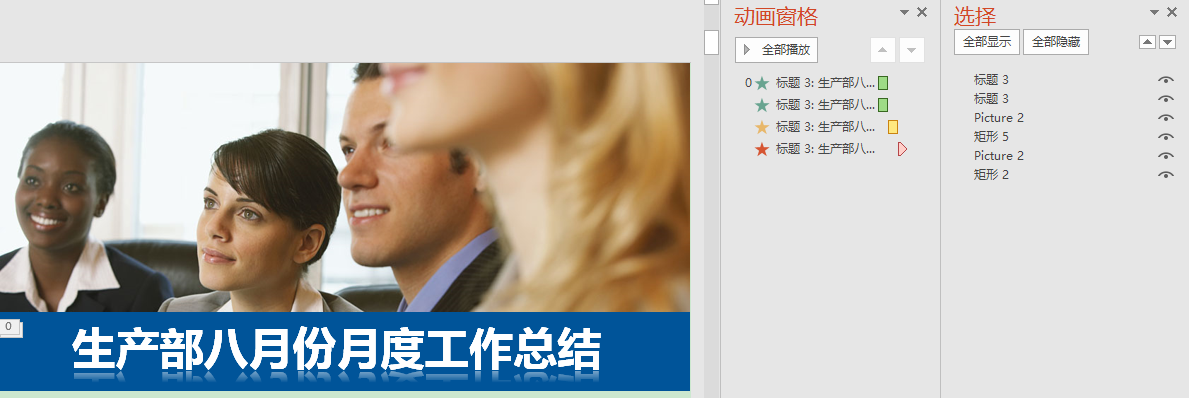 动画窗格
全部播放
0 标题 3: 生产部八...
标题 3: 生产部八...
标题 3: 生产部八...
标题 3: 生产部八...
选择
全部显示 全部隐藏
标题 3
标题 3
Picture 2
矩形 5
Picture 2
矩形 2
0
生产部八月份月度工作总结